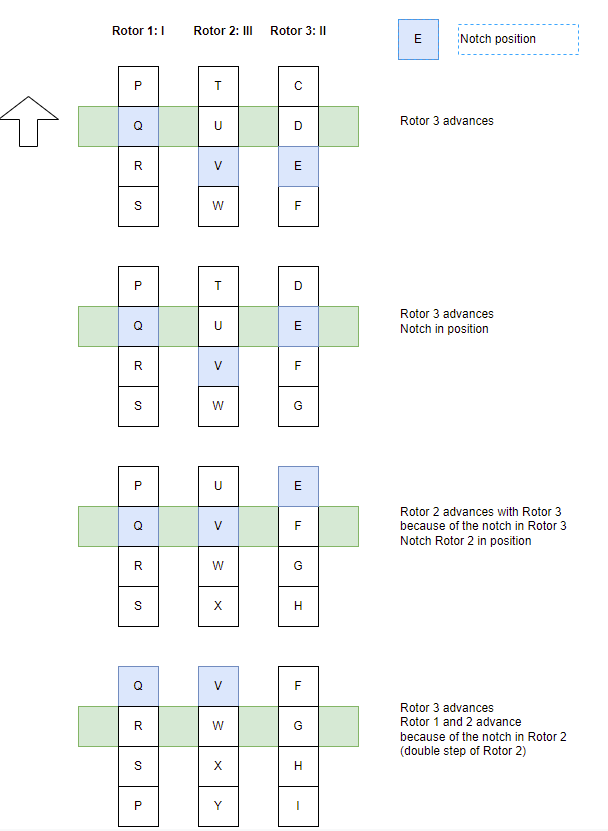 Rotor 1: I Rotor 2: III Rotor 3: II
E Notch position
P T C
Q U D Rotor 3 advances
R V E
S W F
P T D
Q U E Rotor 3 advances
Notch in position
R V F
S W G
P U E
Q V F Rotor 2 advances with Rotor 3
because of the notch in Rotor 3
Notch Rotor 2 in position
R W G
S X H
Q V F
R W G Rotor 3 advances
Rotor 1 and 2 advance
because of the notch in Rotor 2
(double step of Rotor 2)
S X H
P Y I